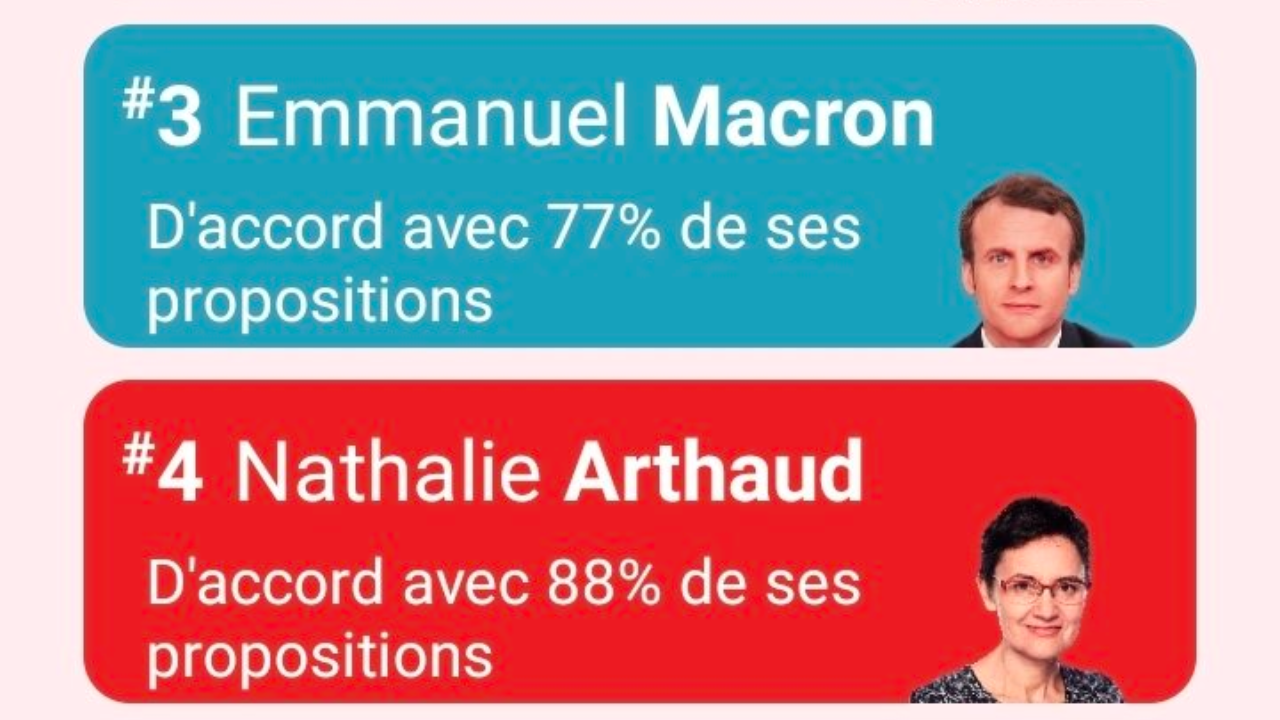 #3 Emmanuel Macron
D'accord avec 77% de ses
propositions
#4 Nathalie Arthaud
D'accord avec 88% de ses
propositions